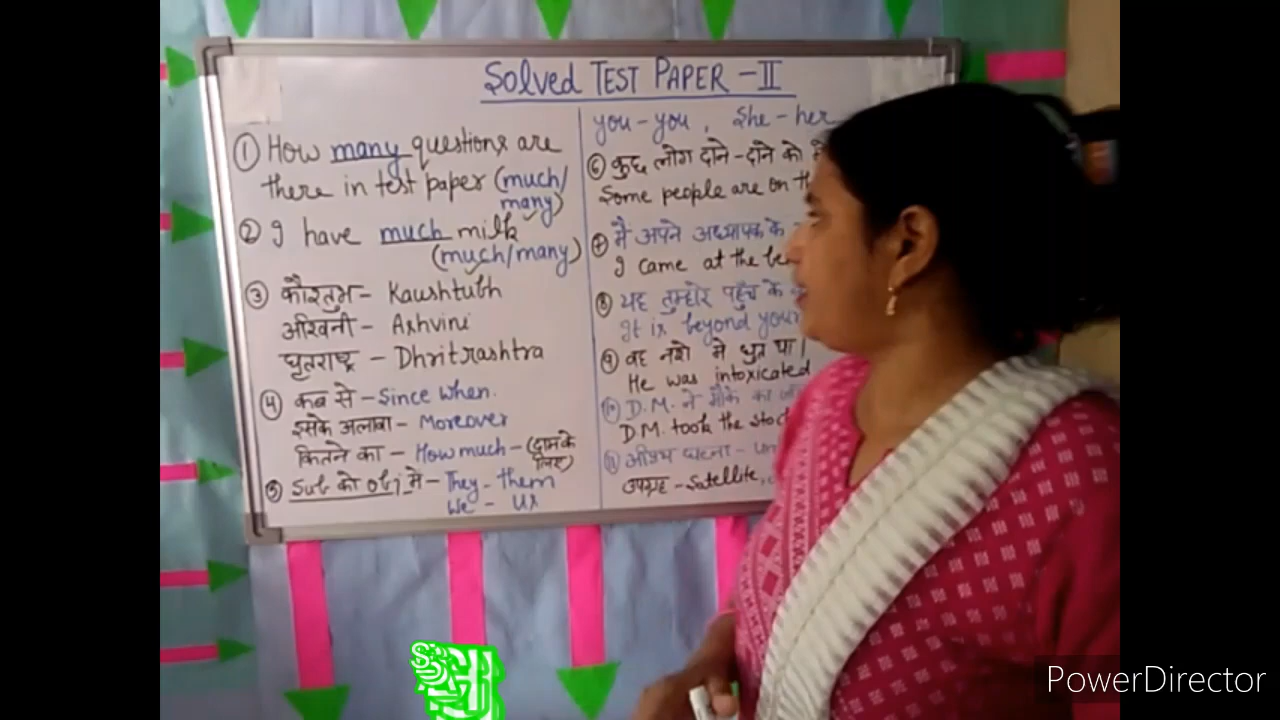 Solved TEST PAPER - II
① How many questions are
there in test paper (much/
many)
② I have much milk
(much/many)
③ कौस्तुभ - Kaushtubh
अश्विनी - Ashvini
धृतराष्ट्र - Dhritrashtra
④ कब से - Since when.
इसके अलावा - Moreover
कितने का - How much - (दाम के
लिए)
⑤ Sub को obj में - They - them
We - us
you - you, She - her
⑥ कुछ लोग दाने-दाने को
Some people are on
⑦ मैं अपने अध्यापक के
I came at the
⑧ यह तुम्हारे पहुँच के
It is beyond your
⑨ वह नशे मे धुत्त था।
He was intoxicated
⑩ D.M. ने मौके का
D.M. took the
⑪ अप्रिय घटना -
उपग्रह - Satellite,
PowerDirector